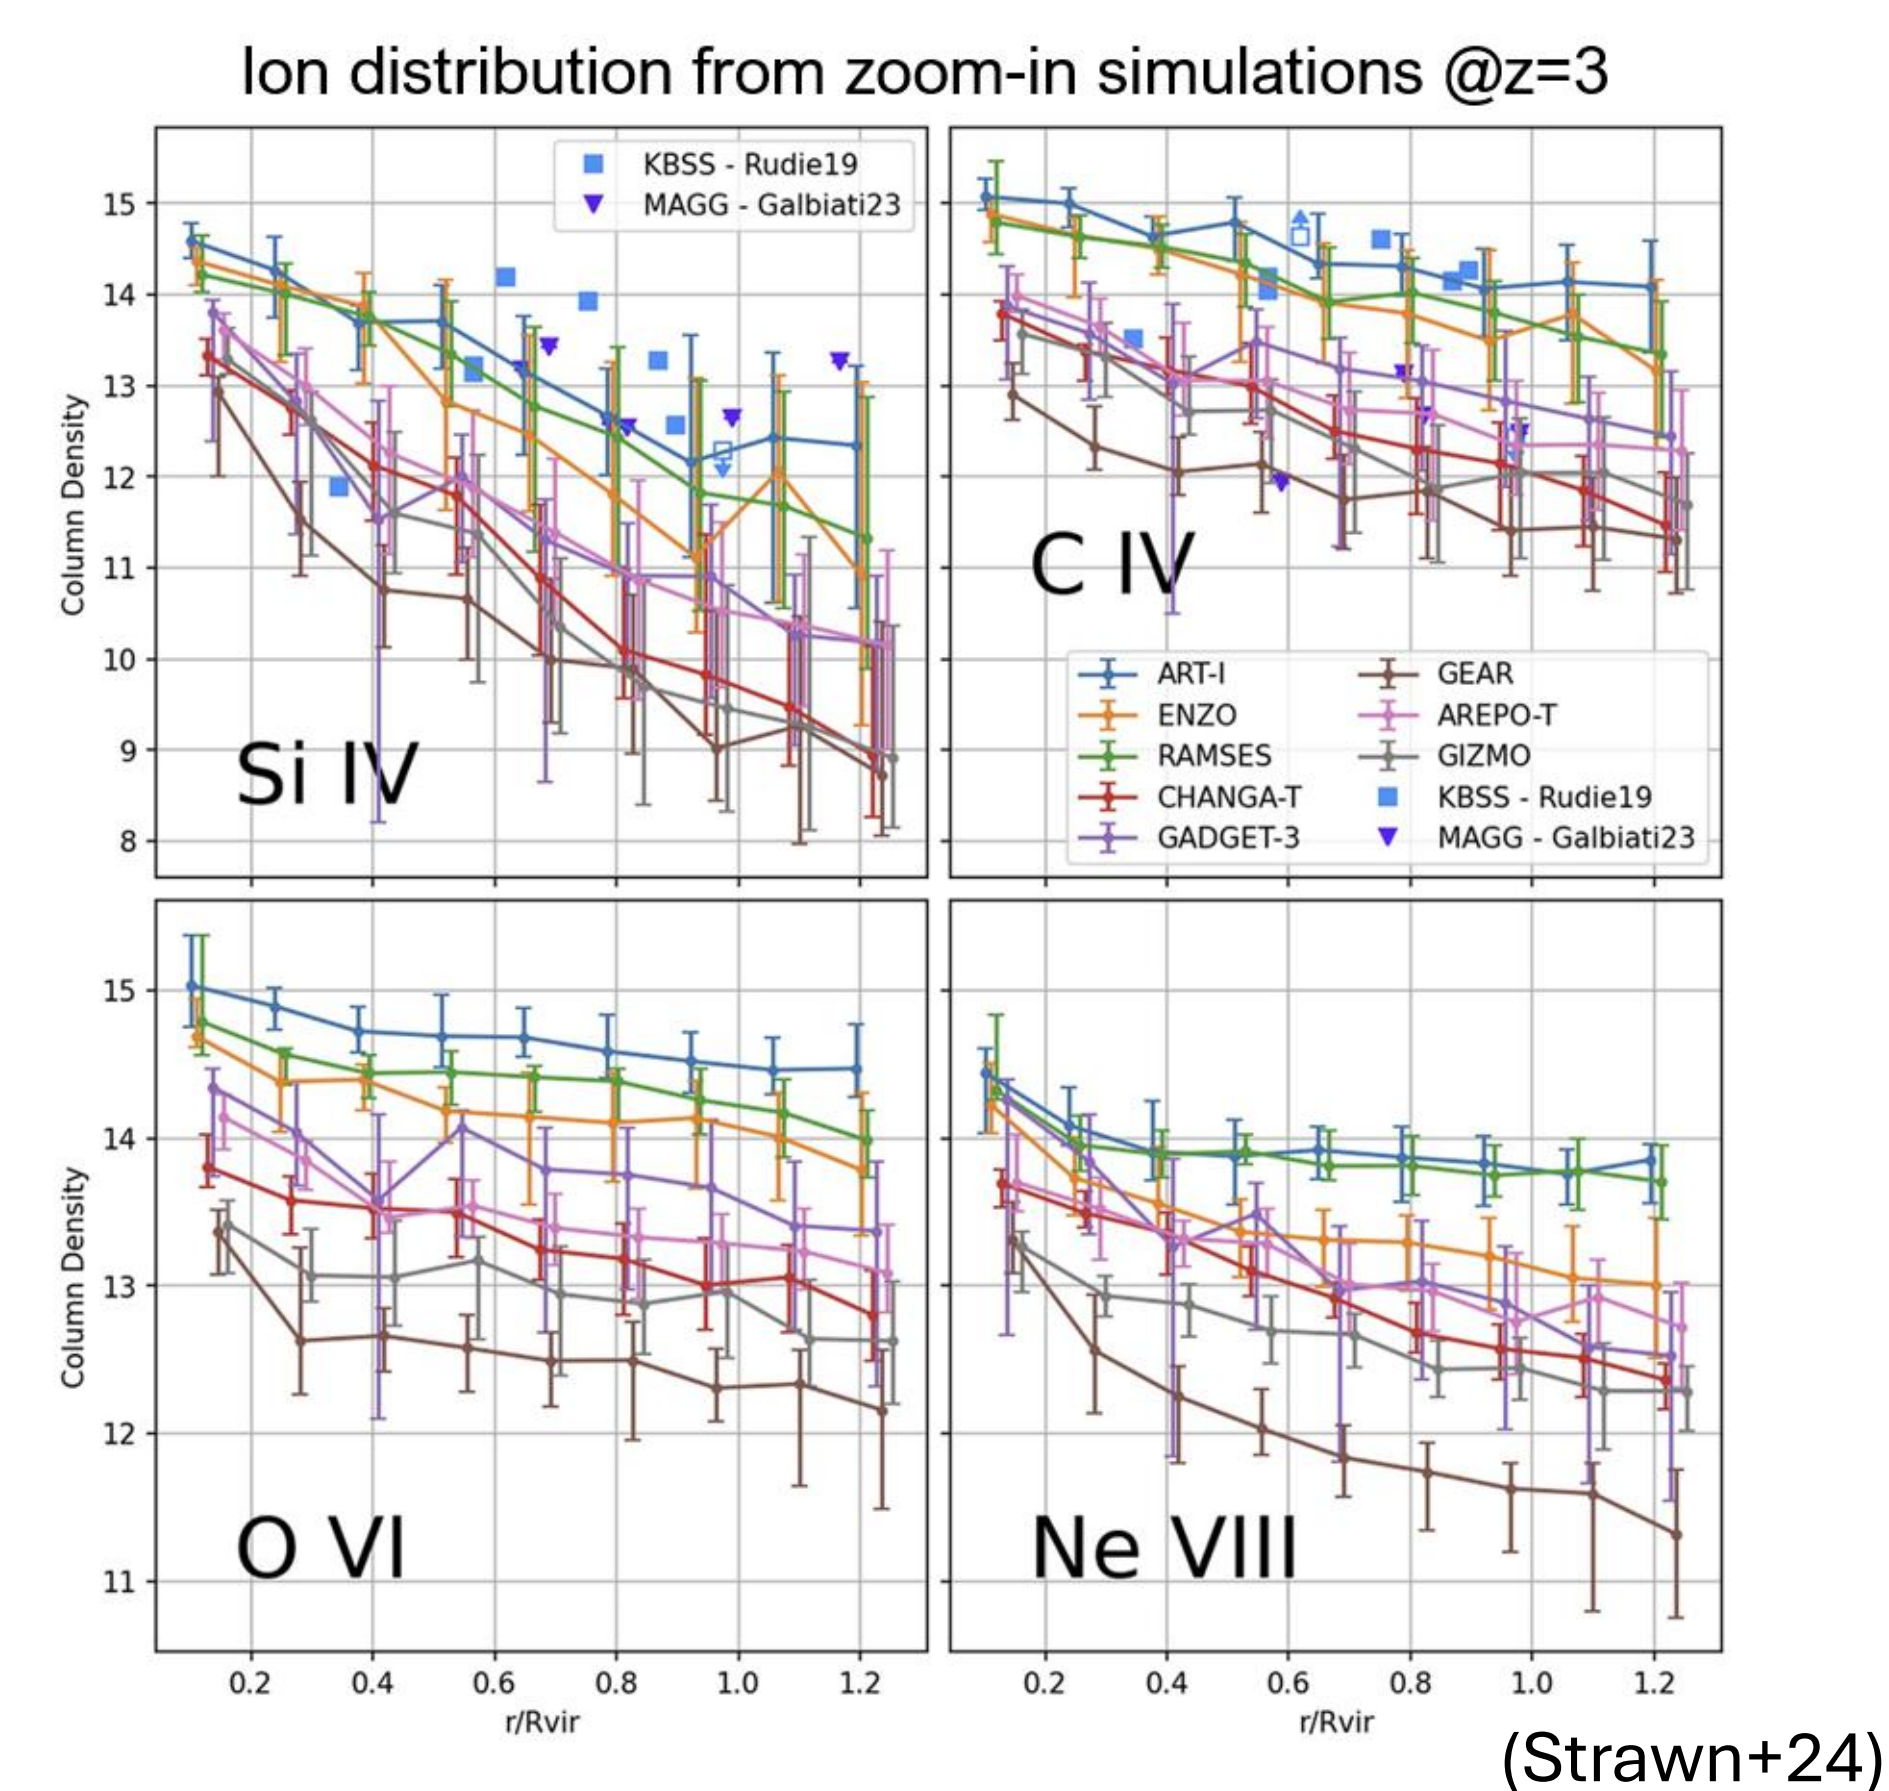 Ion distribution from zoom-in simulations @z=3
KBSS - Rudie19
MAGG - Galbiati23
15
14
13
12
11
10
9
8
Column Density
Si IV
C IV
ART-I
ENZO
RAMSES
CHANGA-T
GADGET-3
GEAR
AREPO-T
GIZMO
KBSS - Rudie19
MAGG - Galbiati23
15
14
13
12
11
Column Density
O VI
Ne VIII
0.2 0.4 0.6 0.8 1.0 1.2
0.2 0.4 0.6 0.8 1.0 1.2
r/Rvir
r/Rvir
(Strawn+24)